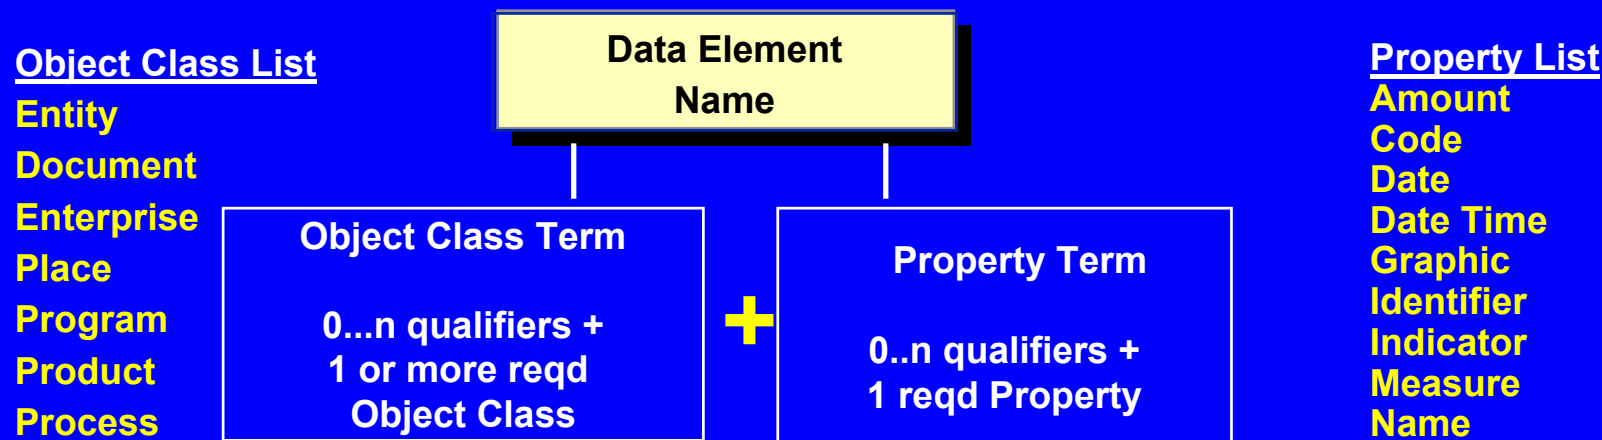 Object Class List
Entity
Document
Enterprise
Place
Program
Product
Process
Data Element
Name
Object Class Term
0...n qualifiers +
1 or more reqd
Object Class
+
Property Term
0..n qualifiers +
1 reqd Property
Property List
Amount
Code
Date
Date Time
Graphic
Identifier
Indicator
Measure
Name